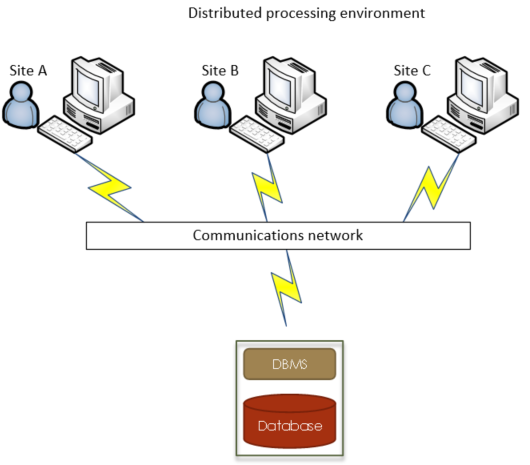 Distributed processing environment
Site A
Site B
Site C
Communications network
DBMS
Database